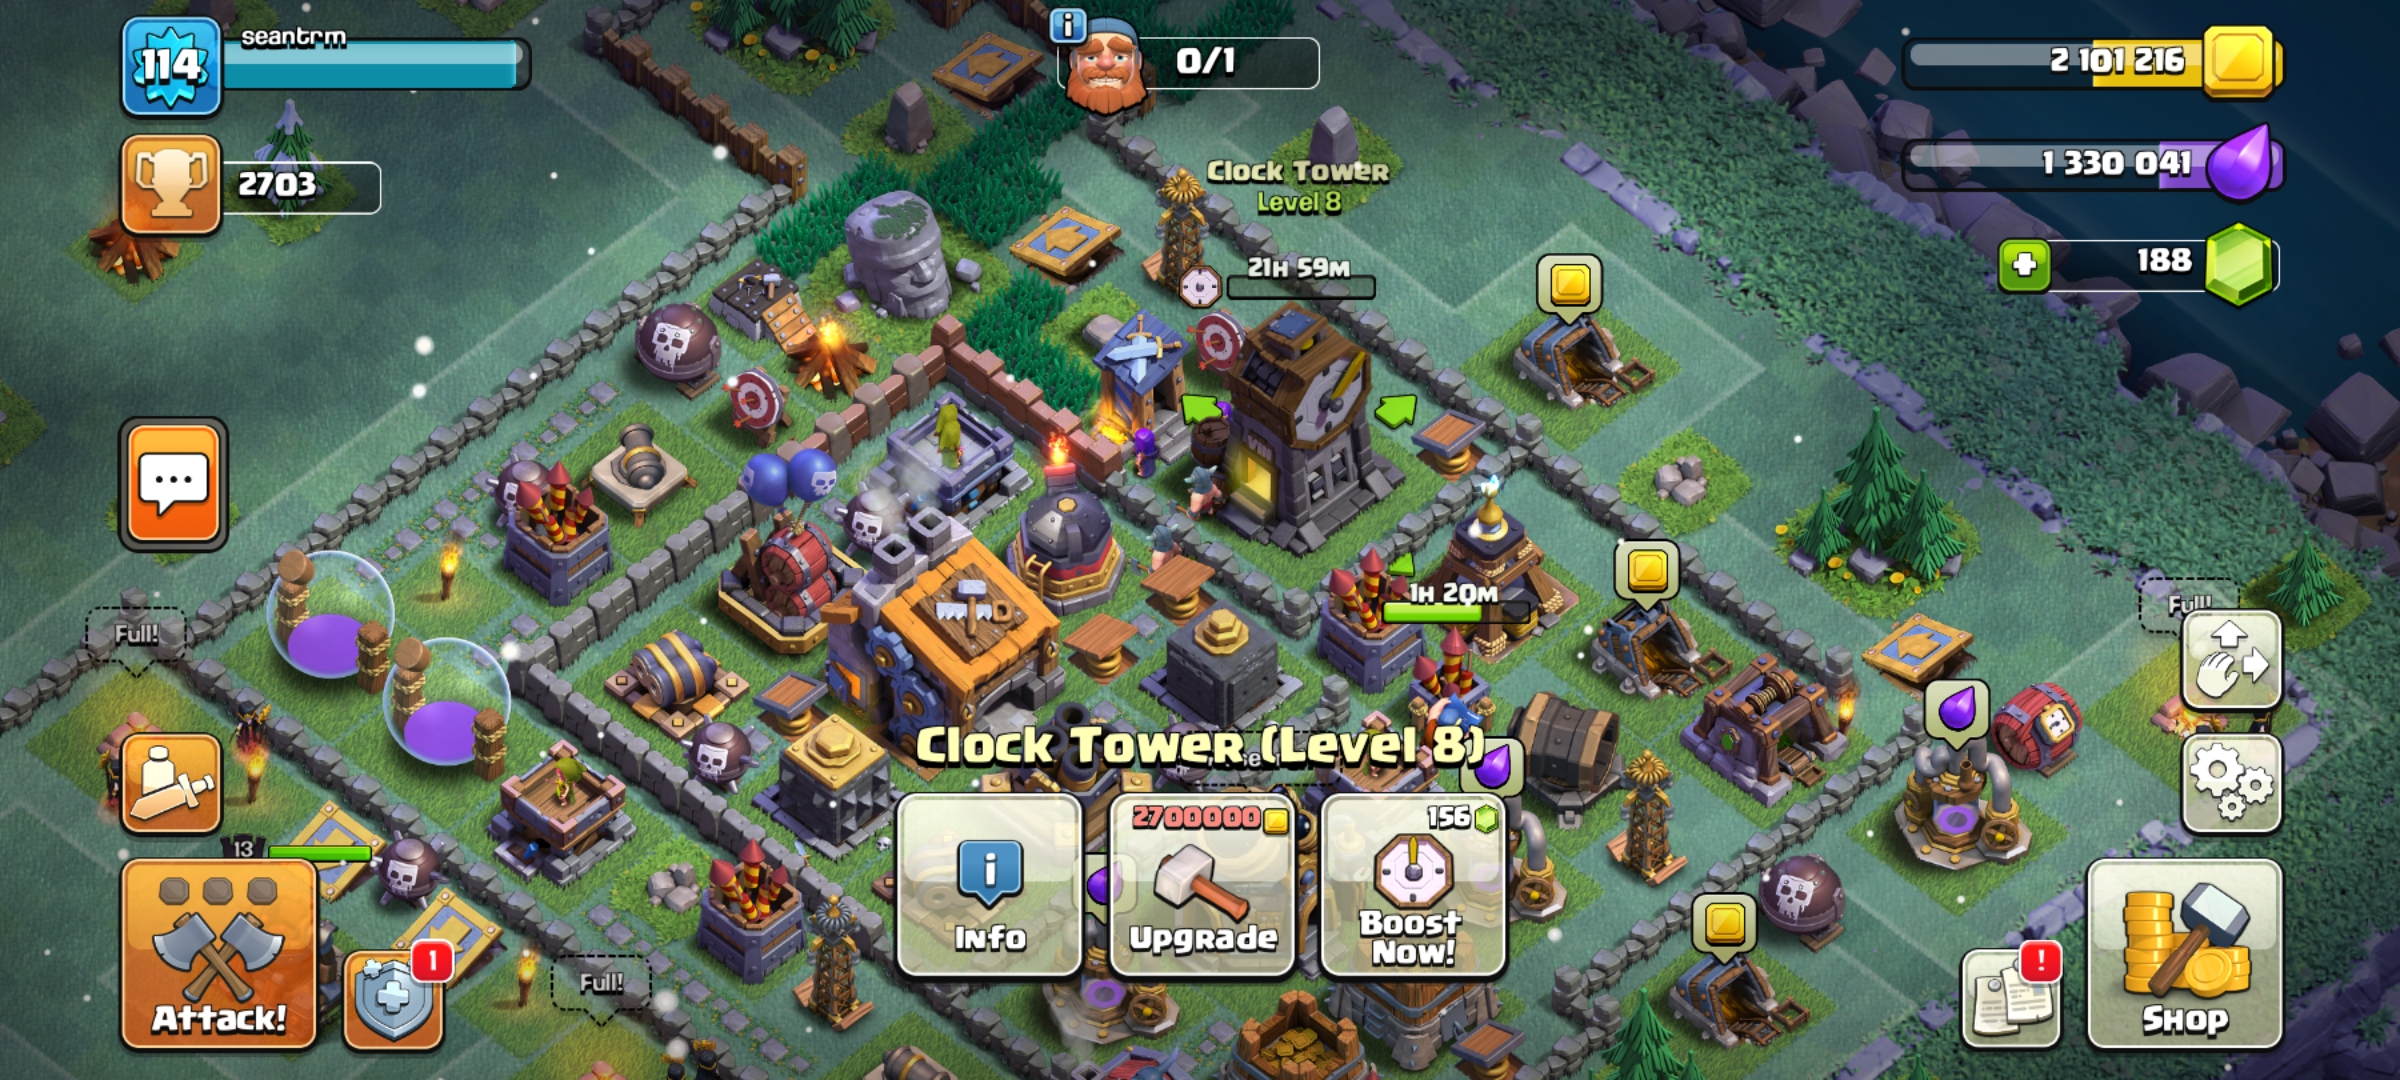 114
seantrm
0/1
2 101 216
2703
Clock Tower
Level 8
1 330 041
21H 59M
188
1H 20M
Full!
Full!
Clock Tower (Level 8)
2700000
156
13
Info
Upgrade
Boost
Now!
1
!
Full!
Attack!
Shop